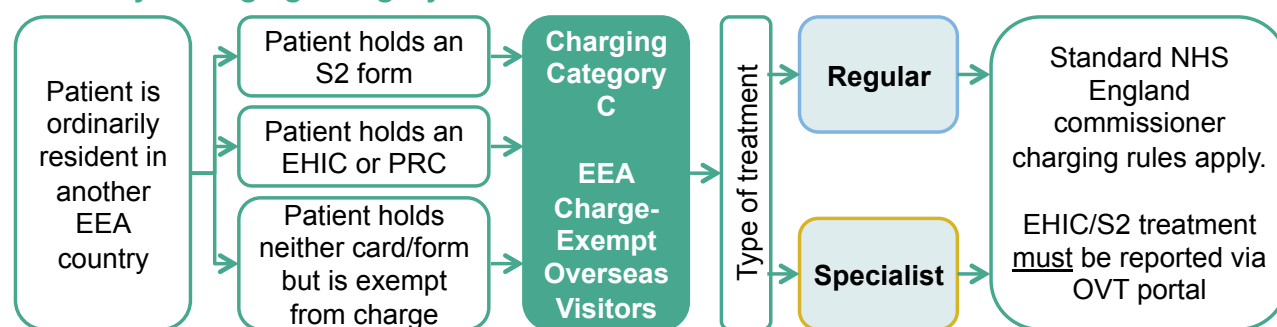 Patient is
ordinarily
resident in
another
EEA
country
Patient holds an
S2 form
Patient holds an
EHIC or PRC
Patient holds
neither card/form
but is exempt
from charge
Charging
Category
C
EEA
Charge-
Exempt
Overseas
Visitors
Type of treatment
Regular
Specialist
Standard NHS
England
commissioner
charging rules apply.
EHIC/S2 treatment
must be reported via
OVT portal